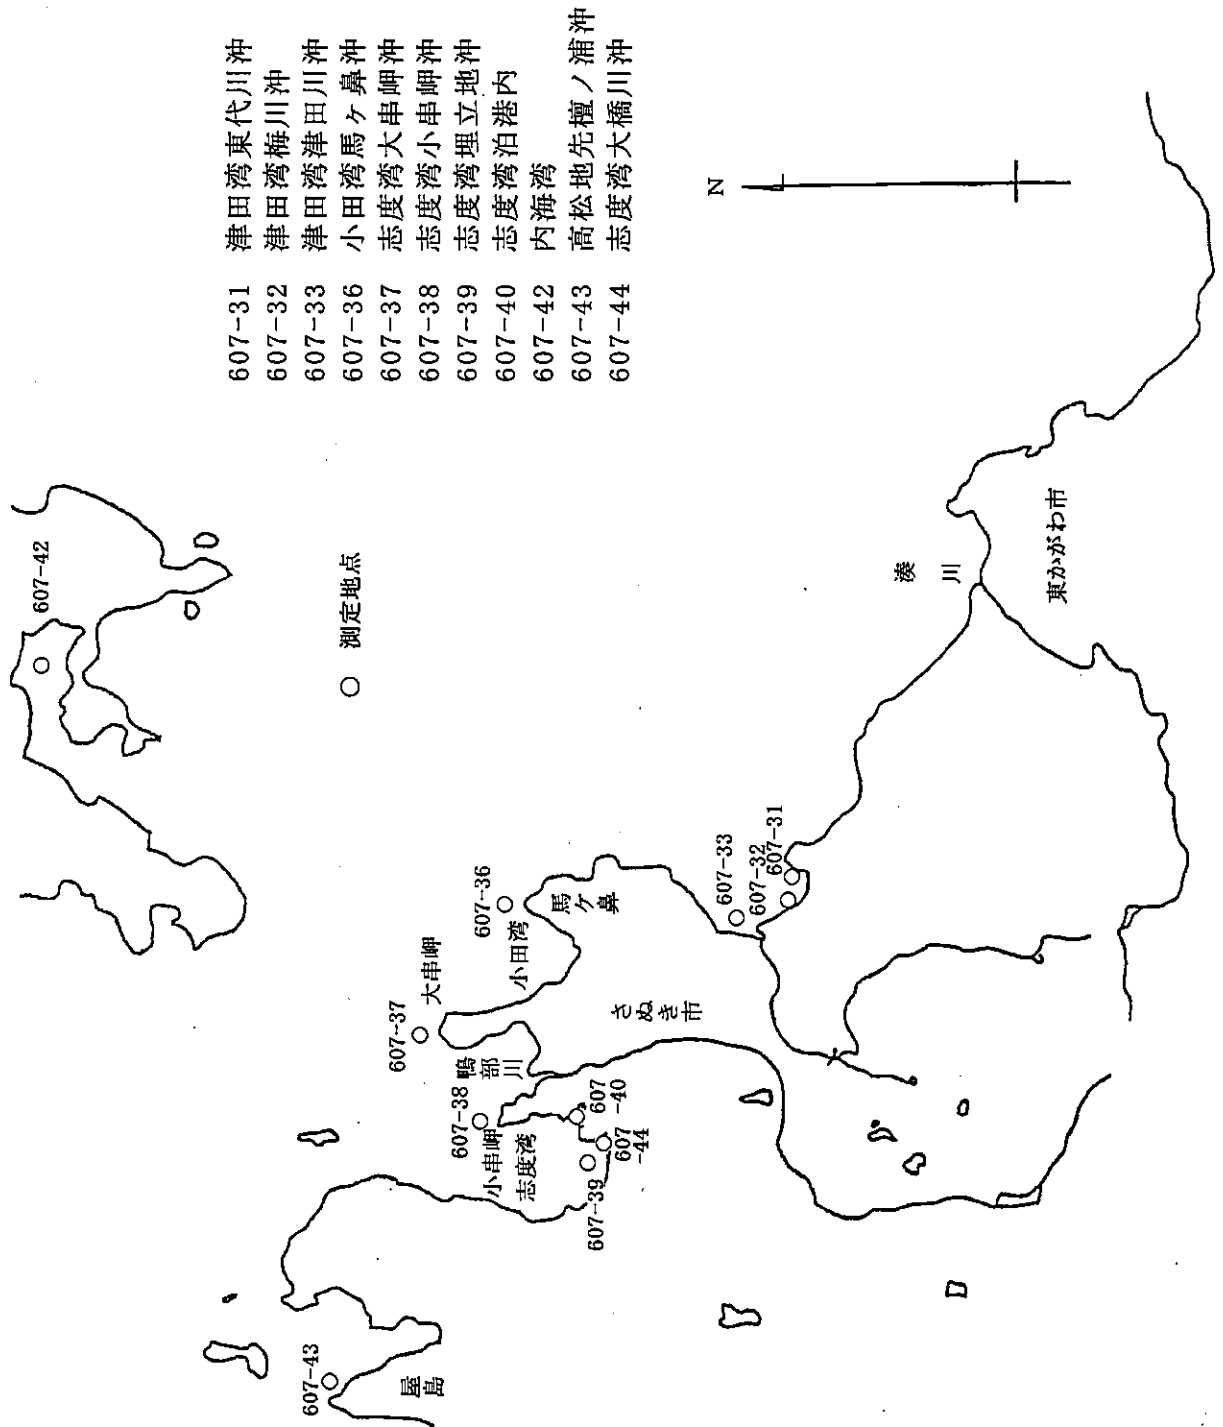 607-31 津田湾東代川沖
607-32 津田湾梅川沖
607-33 津田湾津田川沖
607-36 小田湾馬ヶ鼻沖
607-37 志度湾大串岬沖
607-38 志度湾小串岬沖
607-39 志度湾埋立地沖
607-40 志度湾泊港内
607-42 内海湾
607-43 高松地先檀ノ浦沖
607-44 志度湾大橋川沖
N
607-42
○ 測定地点
湊川
東かがわ市
607-33
607-32
607-31
607-36
馬ヶ鼻
小田湾
大串岬
607-37
さぬき市
鴨部川
607-38
小串岬
志度湾
607-40
607-44
607-39
607-43
屋島